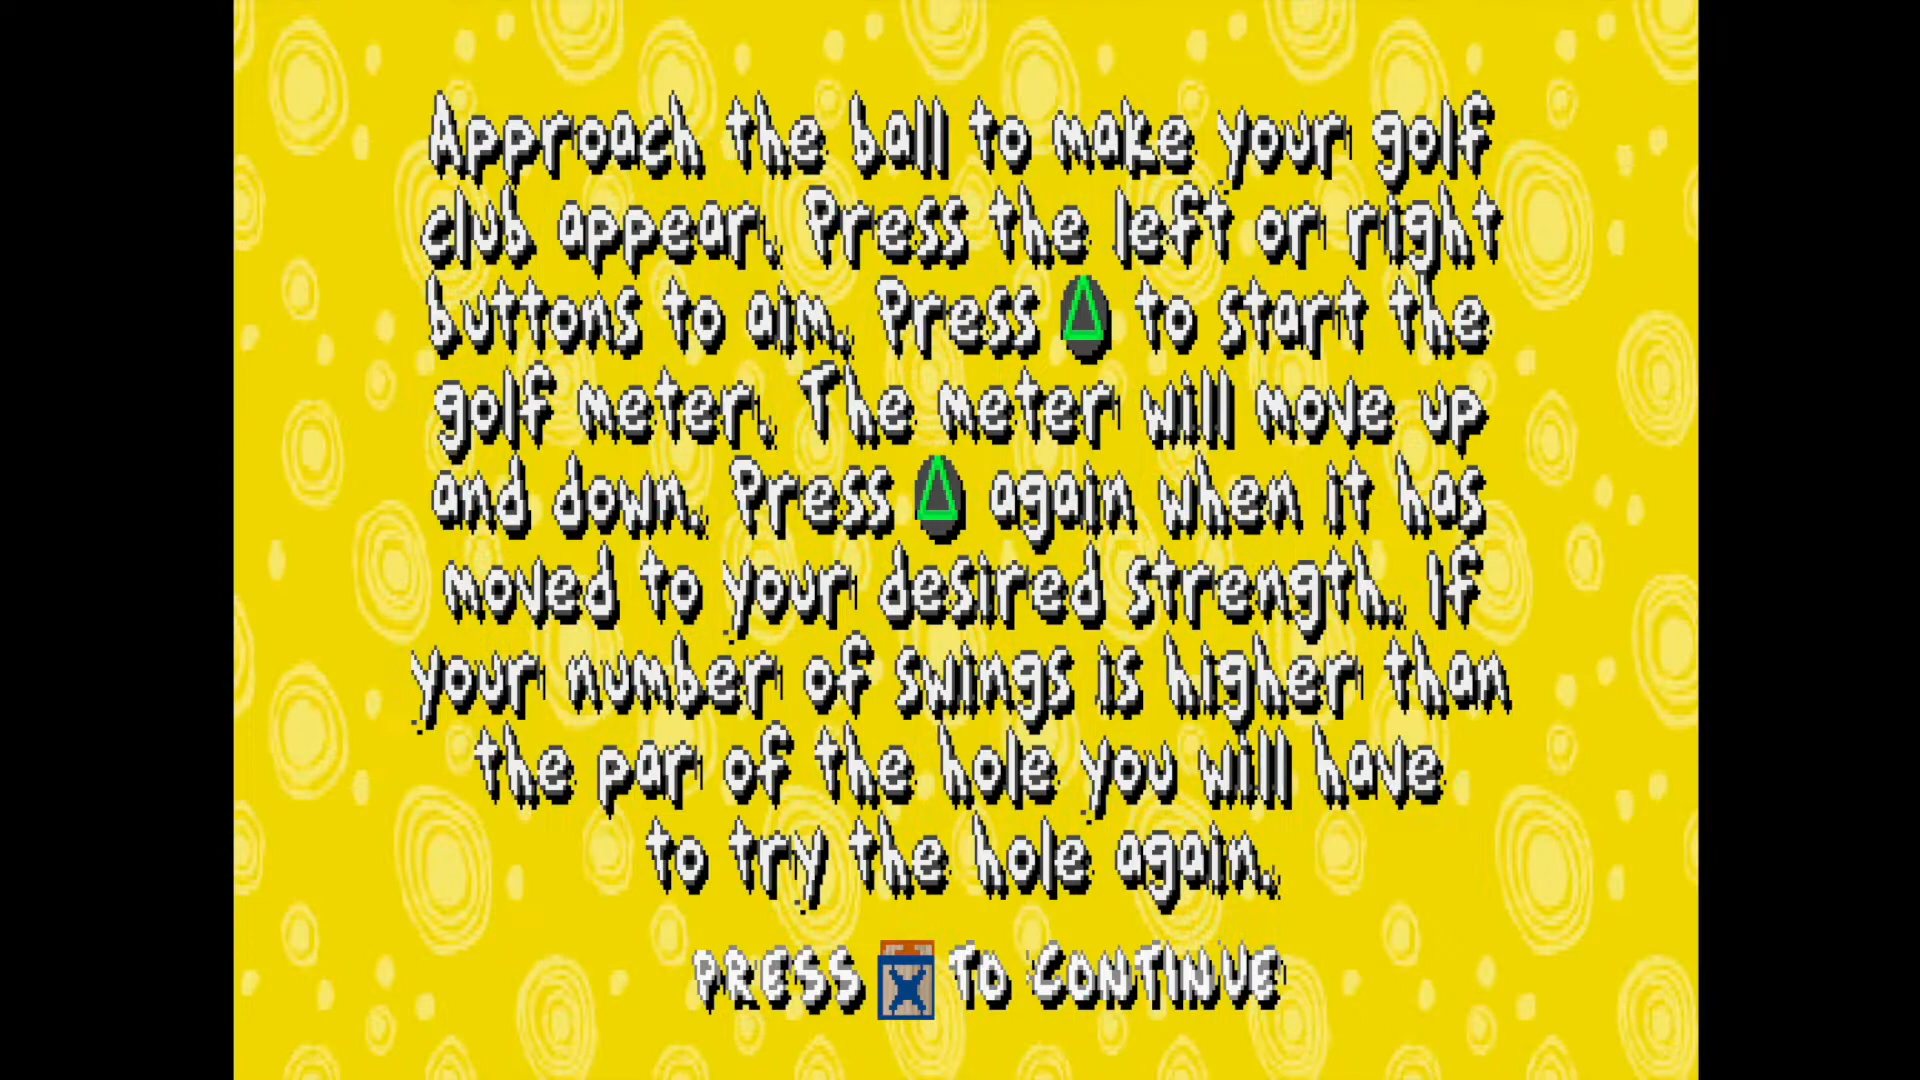 Approach the ball to make your golf
club appear. Press the left or right
buttons to aim. Press △ to start the
golf meter. The meter will move up
and down. Press △ again when it has
moved to your desired strength. If
your number of swings is higher than
the par of the hole you will have
to try the hole again.
PRESS X TO CONTINUE